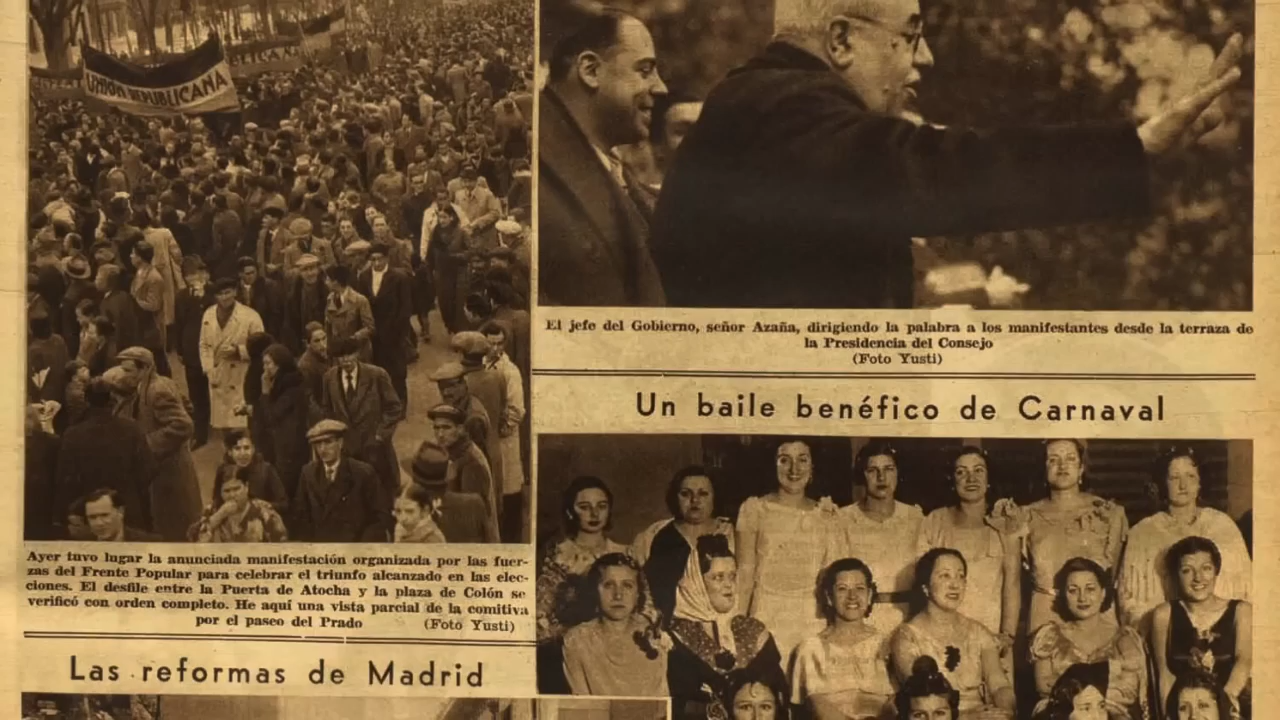 UNION REPUBLICANA
Ayer tuvo lugar la anunciada manifestación organizada por las fuer-
zas del Frente Popular para celebrar el triunfo alcanzado en las elec-
ciones. El desfile entre la Puerta de Atocha y la plaza de Colón se
verificó con orden completo. He aquí una vista parcial de la comitiva
por el paseo del Prado (Foto Yusti)
Las reformas de Madrid
El jefe del Gobierno, señor Azaña, dirigiendo la palabra a los manifestantes desde la terraza de
la Presidencia del Consejo
(Foto Yusti)
Un baile benéfico de Carnaval